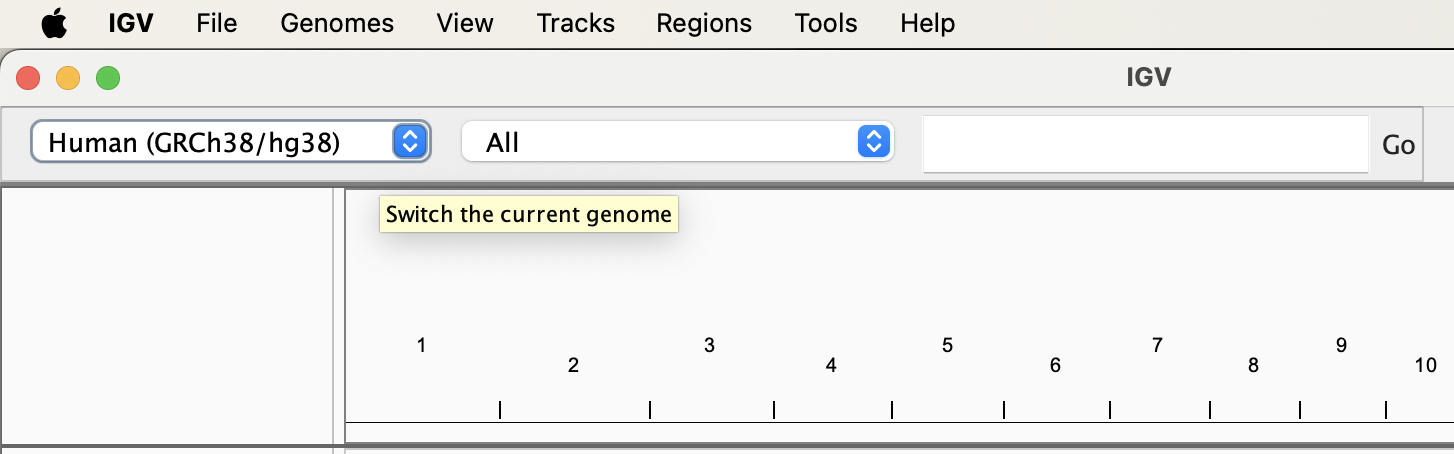 IGV File Genomes View Tracks Regions Tools Help
IGV
Human (GRCh38/hg38) All Go
Switch the current genome
1 3 5 7 9
2 4 6 8 10